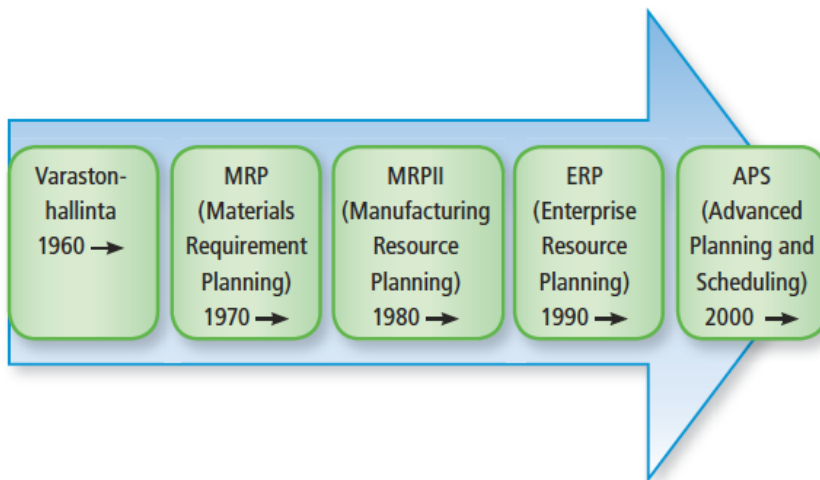 Varaston-
hallinta
1960 →
MRP
(Materials
Requirement
Planning)
1970 →
MRPII
(Manufacturing
Resource
Planning)
1980 →
ERP
(Enterprise
Resource
Planning)
1990 →
APS
(Advanced
Planning and
Scheduling)
2000 →